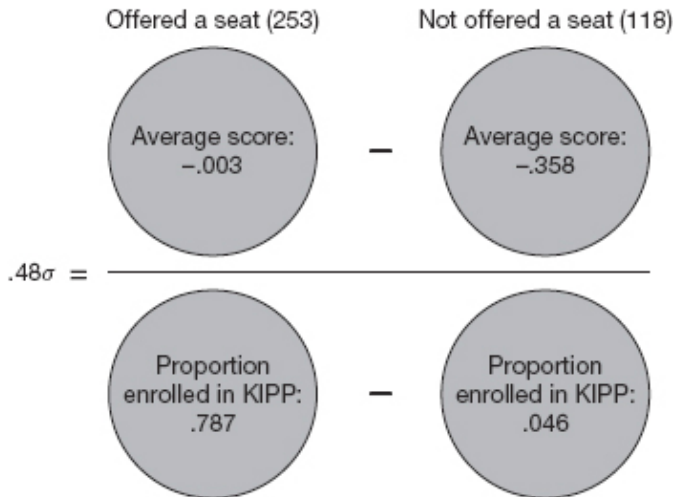 Offered a seat (253)
Not offered a seat (118)
Average score:
–.003
–
Average score:
–.358
.48σ =
Proportion
enrolled in KIPP:
.787
–
Proportion
enrolled in KIPP:
.046